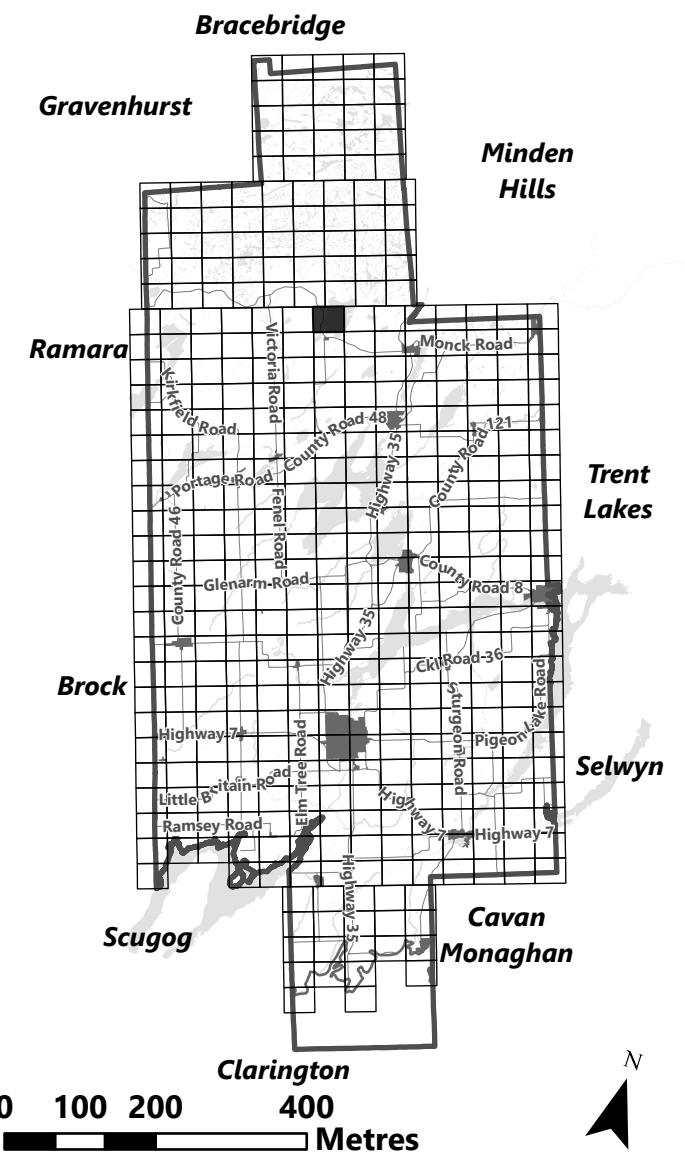 Bracebridge
Gravenhurst
Minden
Hills
Ramara
Monck Road
Victoria Road
Kirkfield Road
County Road 48
County Road 121
Highway 35
Portage Road
Trent
Lakes
County Road 46
Fenel Road
Glenarm Road
County Road 8
Highway 35
Ckl Road 36
Brock
Sturgeon Road
Pigeon Lake Road
Highway 7
Elm Tree Road
Selwyn
Little Britain Road
Highway 7
Ramsey Road
Highway 7
Highway 35
Scugog
Cavan
Monaghan
Clarington
N
0 100 200 400
Metres